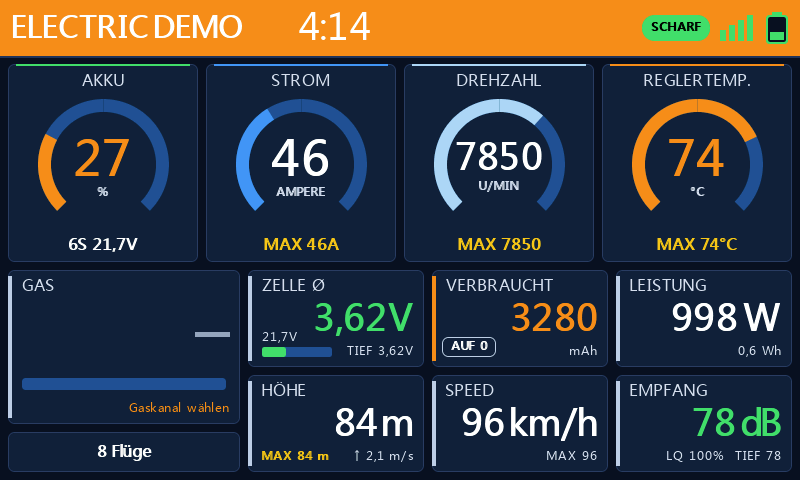 ELECTRIC DEMO 4:14 SCHARF
AKKU
27
%
6S 21,7V
STROM
46
AMPERE
MAX 46A
DREHZAHL
7850
U/MIN
MAX 7850
REGLERTEMP.
74
°C
MAX 74°C
GAS
—
Gaskanal wählen
8 Flüge
ZELLE Ø
3,62V
21,7V
TIEF 3,62V
VERBRAUCHT
3280
AUF 0
mAh
LEISTUNG
998 W
0,6 Wh
HÖHE
84 m
MAX 84 m ↑ 2,1 m/s
SPEED
96 km/h
MAX 96
EMPFANG
78 dB
LQ 100% TIEF 78